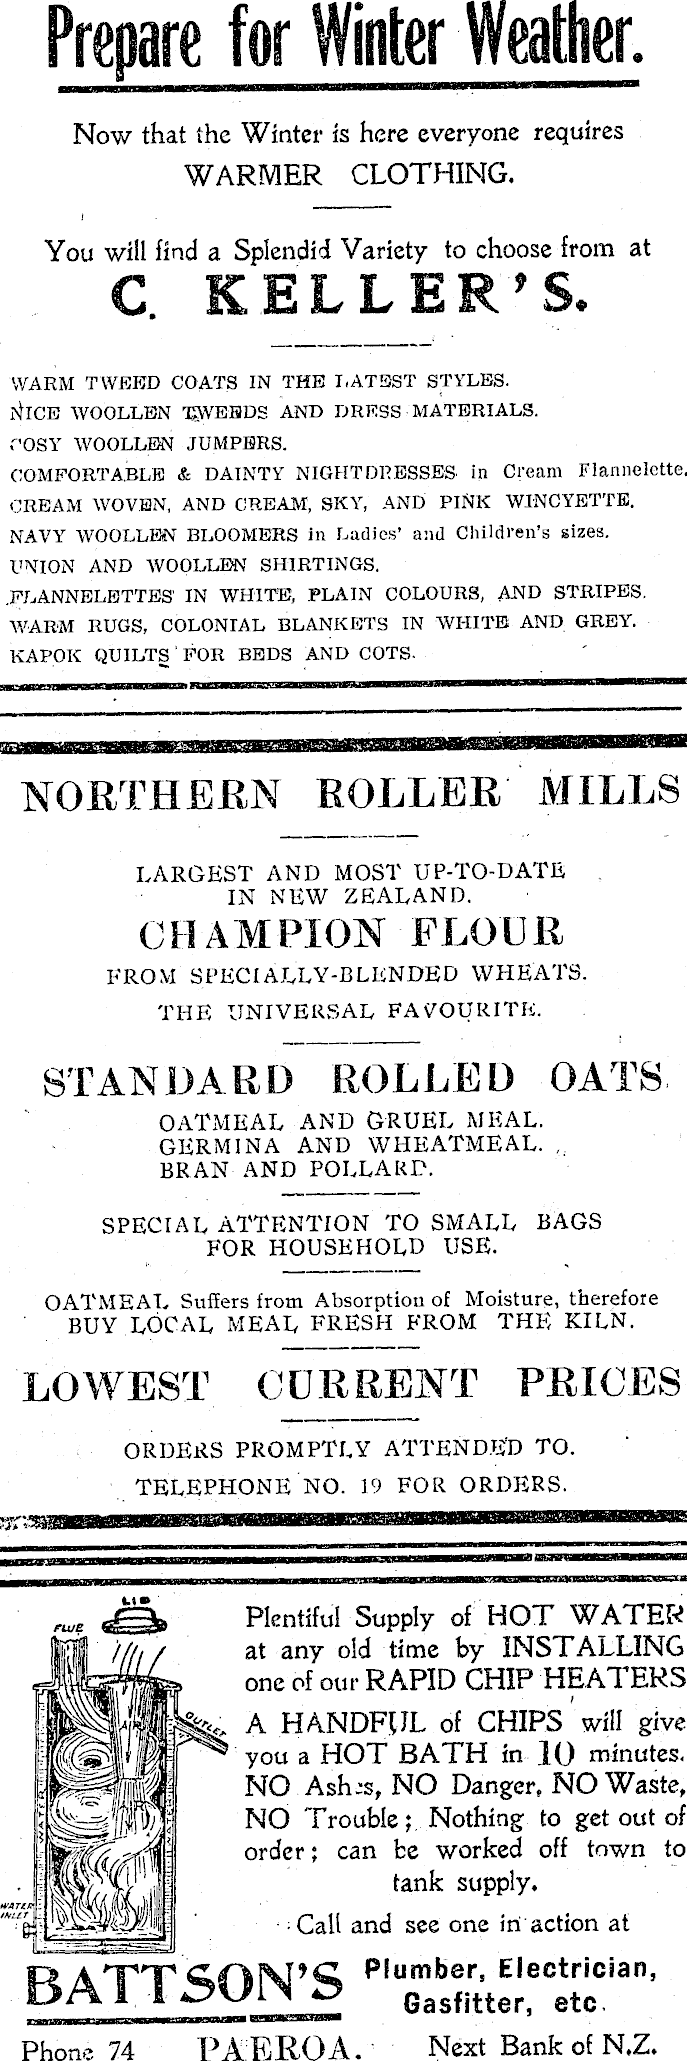 Prepare for Winter Weather.
Now that the Winter is here everyone requires
WARMER CLOTHING.
You will find a Splendid Variety to choose from at
C. KELLER'S.
WARM TWEED COATS IN THE LATEST STYLES.
NICE WOOLLEN TWEEDS AND DRESS MATERIALS.
COSY WOOLLEN JUMPERS.
COMFORTABLE & DAINTY NIGHTDRESSES in Cream Flannelette.
CREAM WOVEN, AND CREAM, SKY, AND PINK WINCYETTE.
NAVY WOOLLEN BLOOMERS in Ladies' and Children's sizes.
UNION AND WOOLLEN SHIRTINGS.
FLANNELETTES IN WHITE, PLAIN COLOURS, AND STRIPES.
WARM RUGS, COLONIAL BLANKETS IN WHITE AND GREY.
KAPOK QUILTS FOR BEDS AND COTS.
NORTHERN ROLLER MILLS
LARGEST AND MOST UP-TO-DATE
IN NEW ZEALAND.
CHAMPION FLOUR
FROM SPECIALLY-BLENDED WHEATS.
THE UNIVERSAL FAVOURITE.
STANDARD ROLLED OATS
OATMEAL AND GRUEL MEAL.
GERMINA AND WHEATMEAL.
BRAN AND POLLARD.
SPECIAL ATTENTION TO SMALL BAGS
FOR HOUSEHOLD USE.
OATMEAL Suffers from Absorption of Moisture, therefore
BUY LOCAL MEAL FRESH FROM THE KILN.
LOWEST CURRENT PRICES
ORDERS PROMPTLY ATTENDED TO.
TELEPHONE NO. 19 FOR ORDERS.
LID
FLUE
AIR
OUTLET
WATER
INLET
Plentiful Supply of HOT WATER
at any old time by INSTALLING
one of our RAPID CHIP HEATERS
A HANDFUL of CHIPS will give
you a HOT BATH in 10 minutes.
NO Ashes, NO Danger, NO Waste,
NO Trouble; Nothing to get out of
order; can be worked off town to
tank supply.
Call and see one in action at
BATTSON'S Plumber, Electrician,
Gasfitter, etc.
Phone 74 PAEROA. Next Bank of N.Z.